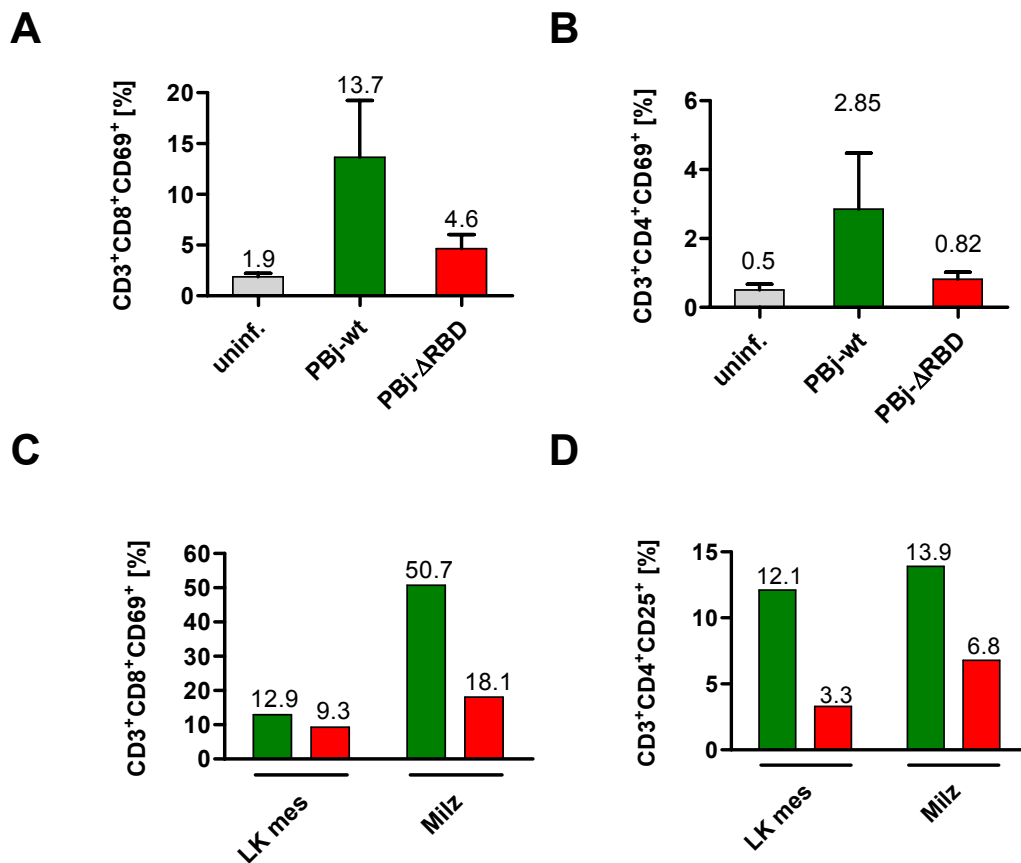 A
CD3⁺CD8⁺CD69⁺ [%]
20
15
10
5
0
1.9
13.7
4.6
uninf.
PBj-wt
PBj-ΔRBD
B
CD3⁺CD4⁺CD69⁺ [%]
6
4
2
0
0.5
2.85
0.82
uninf.
PBj-wt
PBj-ΔRBD
C
CD3⁺CD8⁺CD69⁺ [%]
60
50
40
30
20
10
0
12.9
9.3
50.7
18.1
LK mes
Milz
D
CD3⁺CD4⁺CD25⁺ [%]
15
10
5
0
12.1
3.3
13.9
6.8
LK mes
Milz